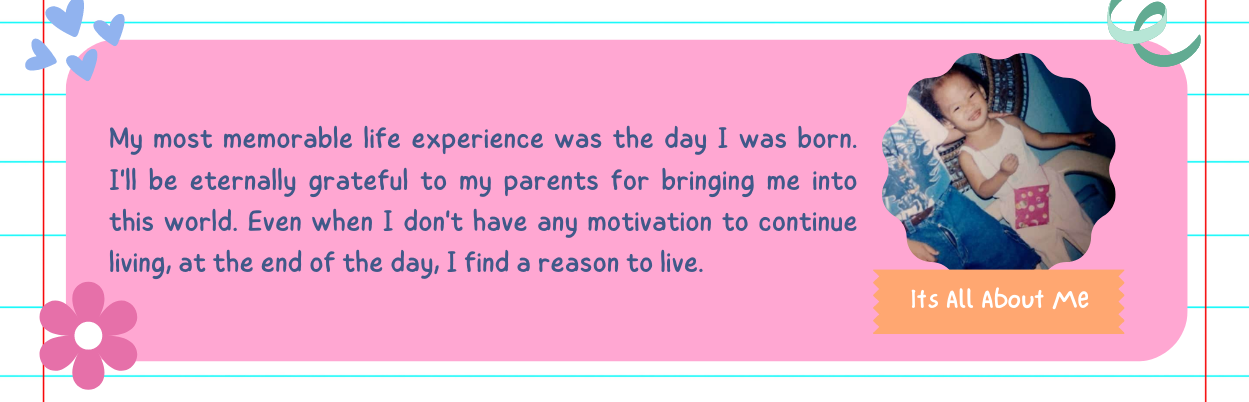 My most memorable life experience was the day I was born.
I'll be eternally grateful to my parents for bringing me into
this world. Even when I don't have any motivation to continue
living, at the end of the day, I find a reason to live.
Its All About Me